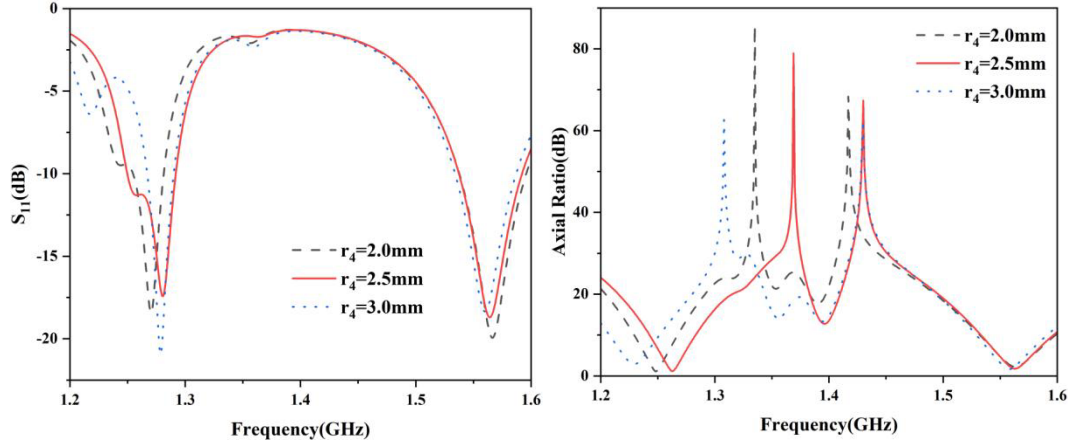 0
-5
-10
-15
-20
S11(dB)
r4=2.0mm
r4=2.5mm
r4=3.0mm
1.2 1.3 1.4 1.5 1.6
Frequency(GHz)
80
60
40
20
0
Axial Ratio(dB)
r4=2.0mm
r4=2.5mm
r4=3.0mm
1.2 1.3 1.4 1.5 1.6
Frequency(GHz)